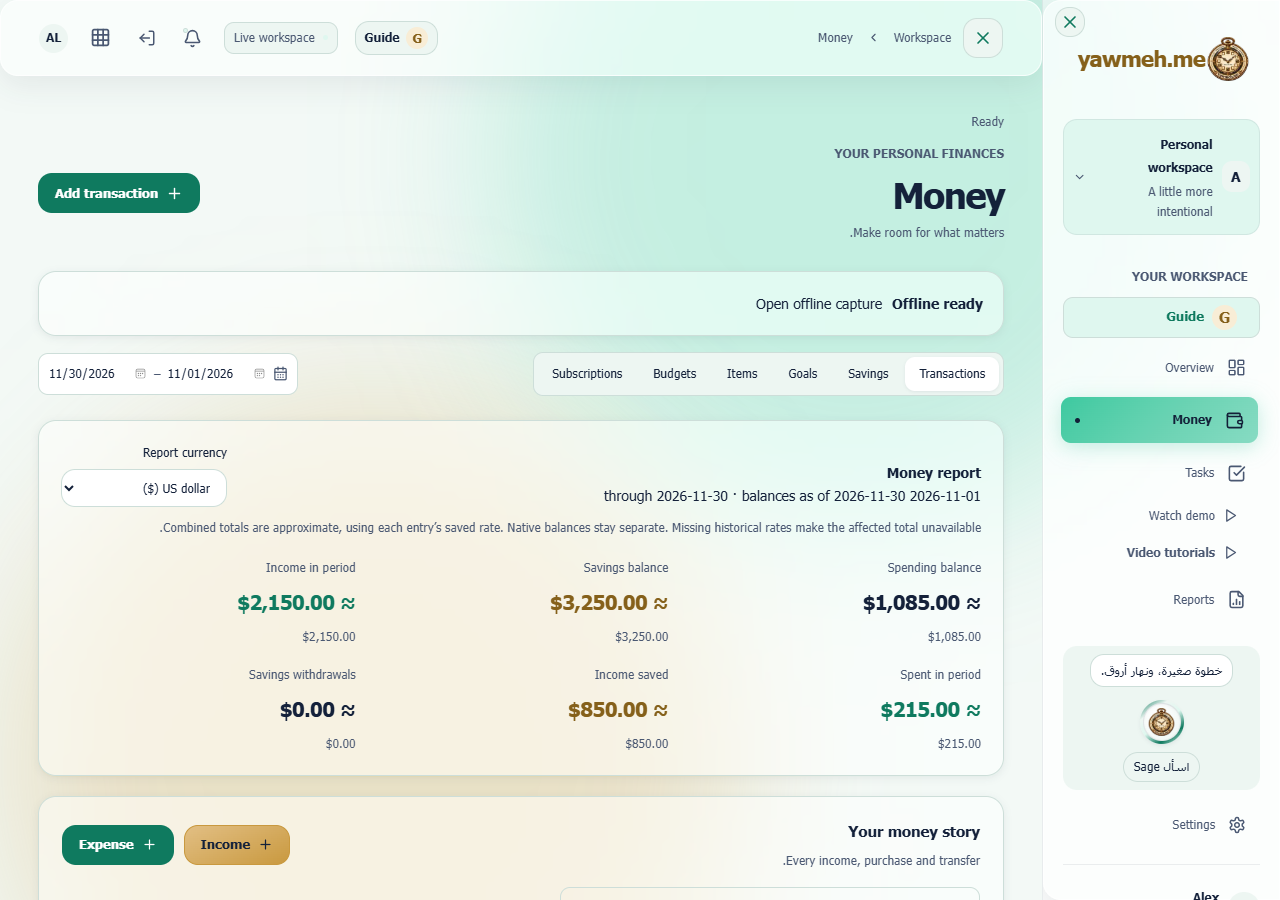 AL
Live workspace
Guide G
Money < Workspace
yawmeh.me
Personal workspace
A little more intentional
A
YOUR WORKSPACE
Guide G
Overview
Money
Tasks
Watch demo
Video tutorials
Reports
خطوة صغيرة، ونهار أروق.
اسأل Sage
Settings
Alex
Ready
YOUR PERSONAL FINANCES
Money
.Make room for what matters
Add transaction +
Open offline capture Offline ready
11/30/2026 – 11/01/2026
Subscriptions Budgets Items Goals Savings Transactions
Report currency
($) US dollar
Money report
through 2026-11-30 · balances as of 2026-11-30 2026-11-01
.Combined totals are approximate, using each entry’s saved rate. Native balances stay separate. Missing historical rates make the affected total unavailable
Income in period Savings balance Spending balance
$2,150.00 ≈ $3,250.00 ≈ $1,085.00 ≈
$2,150.00 $3,250.00 $1,085.00
Savings withdrawals Income saved Spent in period
$0.00 ≈ $850.00 ≈ $215.00 ≈
$0.00 $850.00 $215.00
Your money story
.Every income, purchase and transfer
Expense + Income +